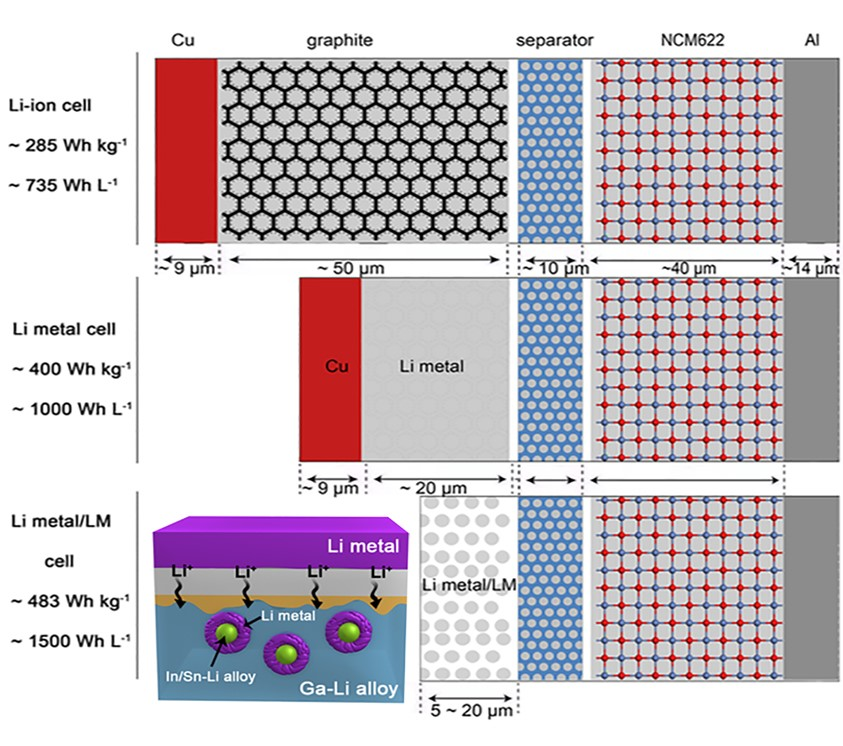 Cu graphite separator NCM622 Al
Li-ion cell
~ 285 Wh kg⁻¹
~ 735 Wh L⁻¹
~ 9 μm ~ 50 μm ~ 10 μm ~40 μm ~14 μm
Li metal cell
~ 400 Wh kg⁻¹
~ 1000 Wh L⁻¹
Cu Li metal
~ 9 μm ~ 20 μm
Li metal/LM
cell
~ 483 Wh kg⁻¹
~ 1500 Wh L⁻¹
Li metal
Li⁺ Li⁺ Li⁺ Li⁺
Li metal
In/Sn-Li alloy
Ga-Li alloy
Li metal/LM
5 ~ 20 μm